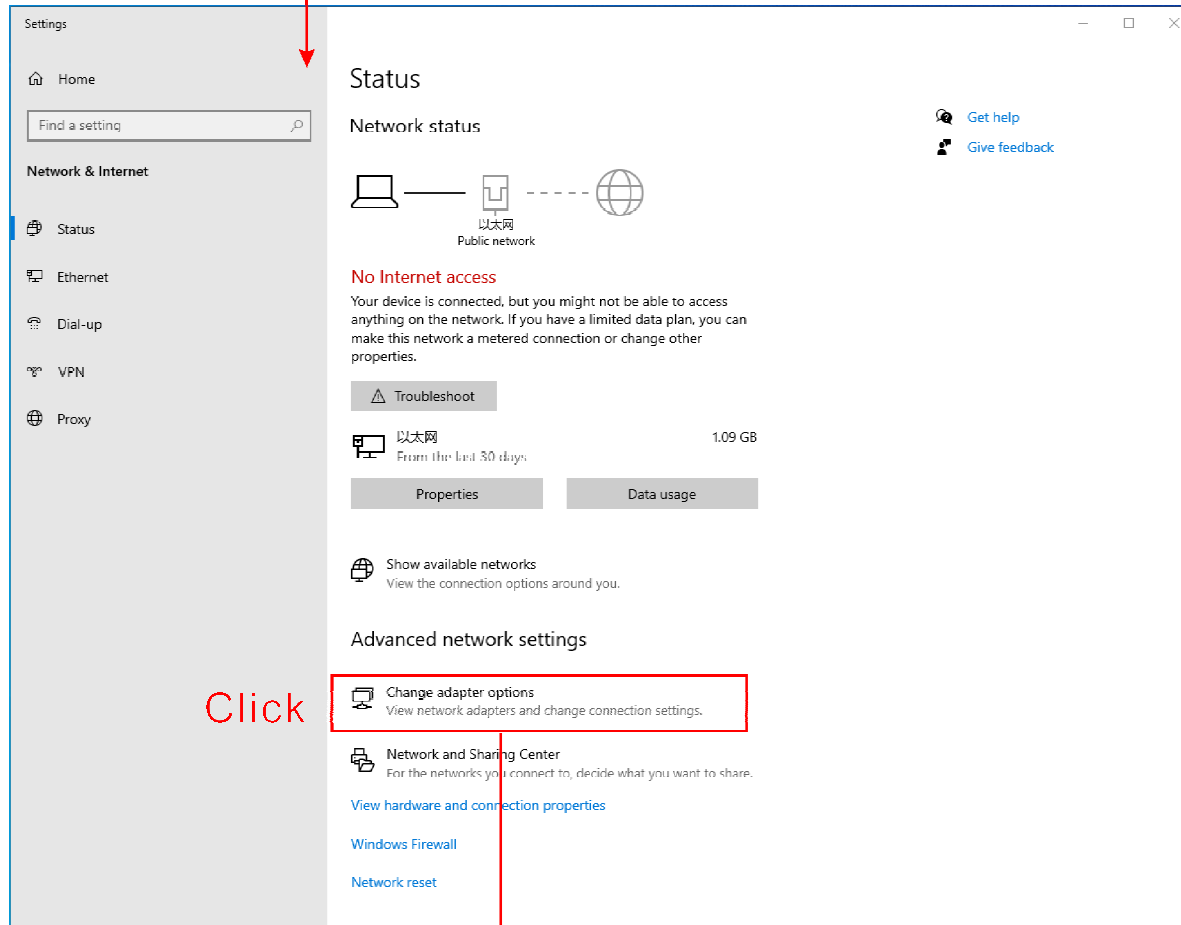 Settings
Home
Find a setting
Network & Internet
Status
Ethernet
Dial-up
VPN
Proxy
Status
Network status
以太网
Public network
No Internet access
Your device is connected, but you might not be able to access
anything on the network. If you have a limited data plan, you can
make this network a metered connection or change other
properties.
Troubleshoot
以太网
1.09 GB
From the last 30 days
Properties
Data usage
Show available networks
View the connection options around you.
Advanced network settings
Click
Change adapter options
View network adapters and change connection settings.
Network and Sharing Center
For the networks you connect to, decide what you want to share.
View hardware and connection properties
Windows Firewall
Network reset
Get help
Give feedback